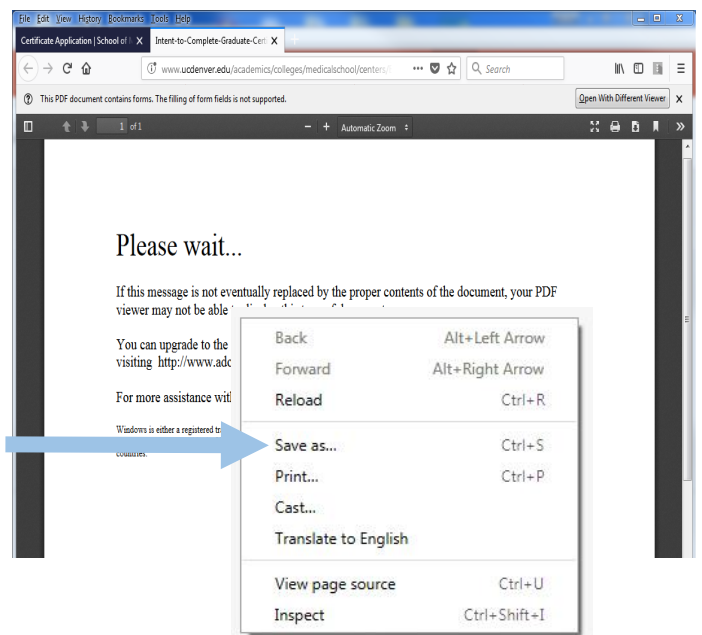 File Edit View History Bookmarks Tools Help
Certificate Application | School of M X Intent-to-Complete-Graduate-Cert X +
www.ucdenver.edu/academics/colleges/medicalschool/centers/ ... Search
This PDF document contains forms. The filling of form fields is not supported. Open With Different Viewer X
1 of 1 − + Automatic Zoom
Please wait...
If this message is not eventually replaced by the proper contents of the document, your PDF
viewer may not be able
You can upgrade to the
visiting http://www.ado
For more assistance wit
Windows is either a registered
countries.
Back Alt+Left Arrow
Forward Alt+Right Arrow
Reload Ctrl+R
Save as... Ctrl+S
Print... Ctrl+P
Cast...
Translate to English
View page source Ctrl+U
Inspect Ctrl+Shift+I